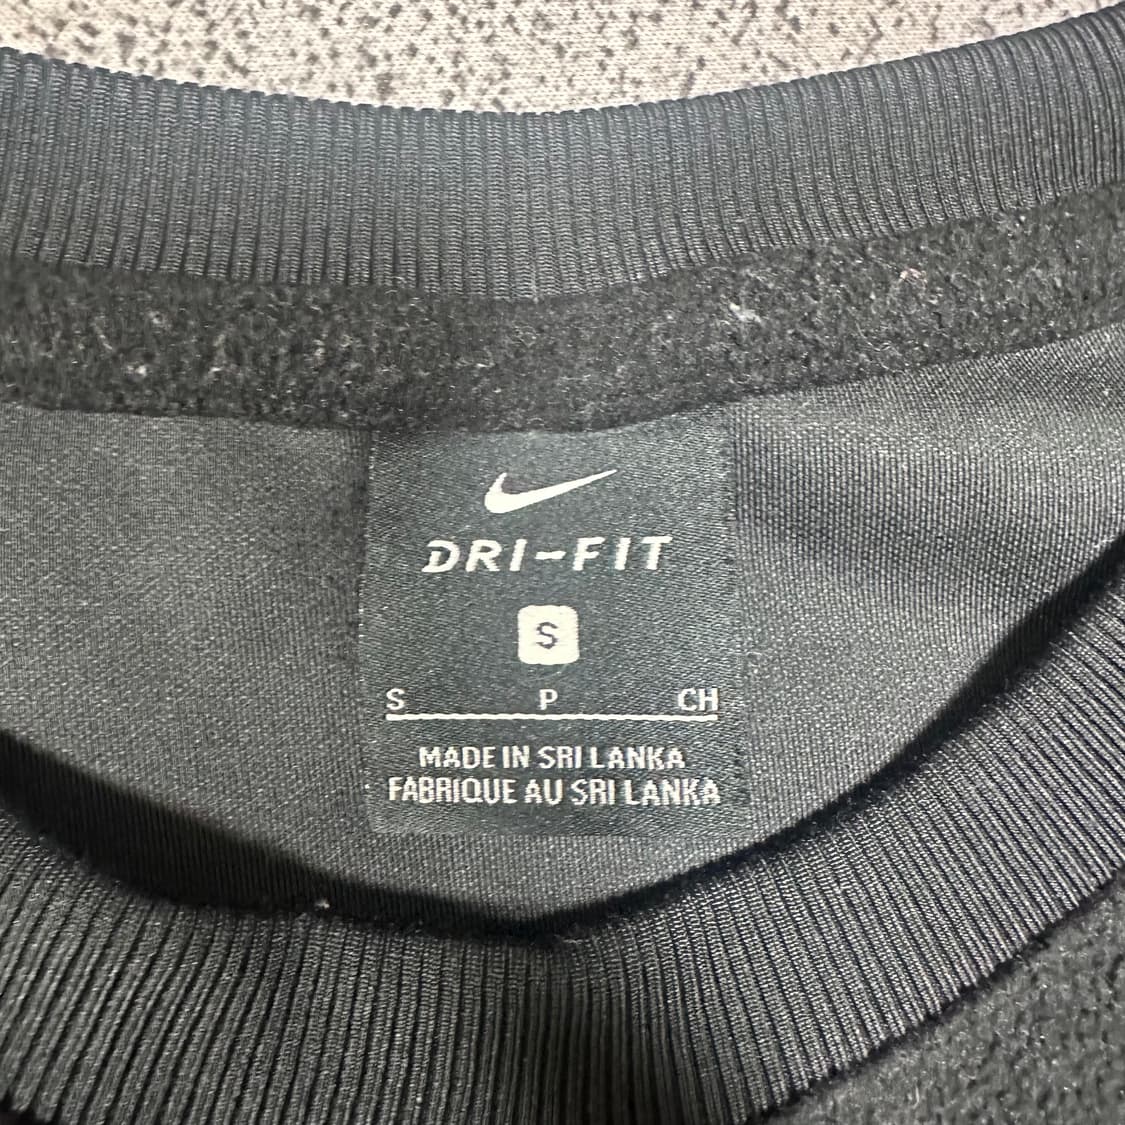 DRI-FIT
S
S P CH
MADE IN SRI LANKA
FABRIQUE AU SRI LANKA